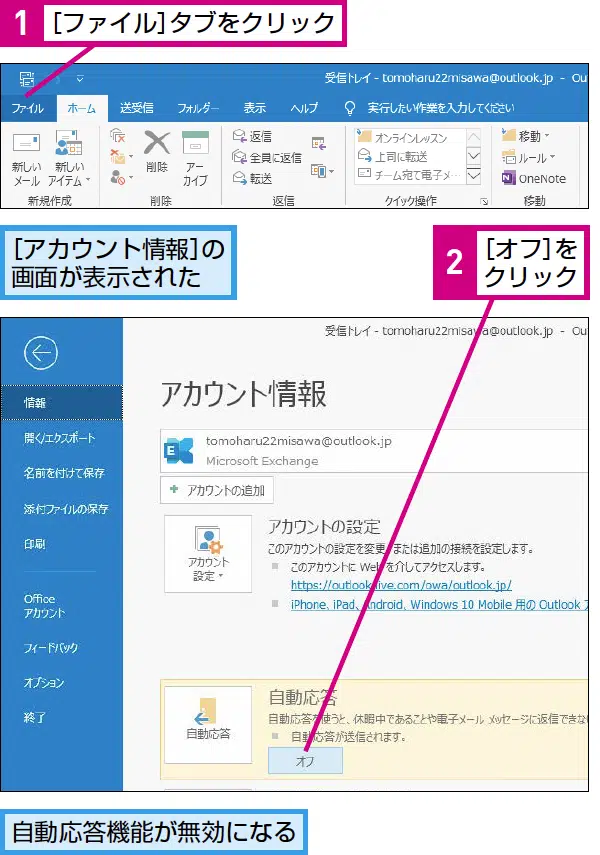 1 [ファイル]タブをクリック
受信トレイ - tomoharu22misawa@outlook.jp - Ou
ファイル ホーム 送受信 フォルダー 表示 ヘルプ 実行したい作業を入力してください
新しい
メール
新しい
アイテム
新規作成
削除
アー
カイブ
削除
返信
全員に返信
転送
返信
オンラインレッスン
上司に転送
チーム宛て電子メ…
クイック操作
移動
ルール
OneNote
移動
[アカウント情報]の
画面が表示された
2 [オフ]を
クリック
受信トレイ - tomoharu22misawa@outlook.jp - Ou
情報
開く/エクスポート
名前を付けて保存
添付ファイルの保存
印刷
Office
アカウント
フィードバック
オプション
終了
アカウント情報
tomoharu22misawa@outlook.jp
Microsoft Exchange
アカウントの追加
アカウント
設定
アカウントの設定
このアカウントの設定を変更、または追加の接続を設定します。
このアカウントに Web を介してアクセスします。
https://outlook.live.com/owa/outlook.jp/
iPhone、iPad、Android、Windows 10 Mobile 用の Outlook ア
自動応答
自動応答
自動応答を使うと、休暇中であることや電子メール メッセージに返信できな
自動応答が送信されます。
オフ
自動応答機能が無効になる